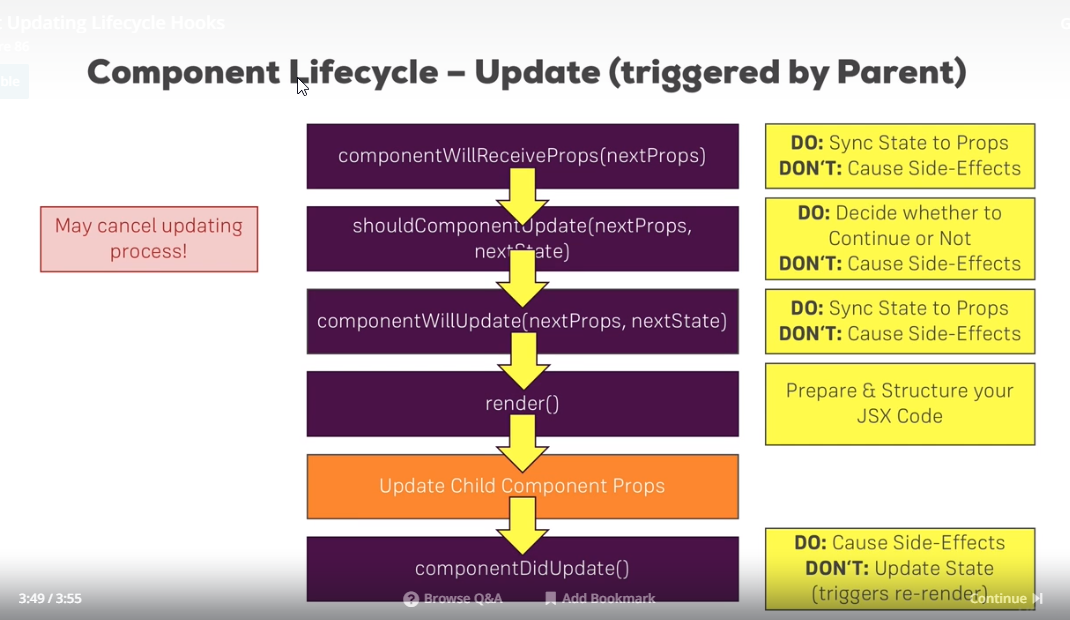 : Updating Lifecycle Hooks
ble
Component Lifecycle – Update (triggered by Parent)
componentWillReceiveProps(nextProps)
DO: Sync State to Props
DON'T: Cause Side-Effects
May cancel updating
process!
shouldComponentUpdate(nextProps,
nextState)
DO: Decide whether to
Continue or Not
DON'T: Cause Side-Effects
componentWillUpdate(nextProps, nextState)
DO: Sync State to Props
DON'T: Cause Side-Effects
render()
Prepare & Structure your
JSX Code
Update Child Component Props
componentDidUpdate()
DO: Cause Side-Effects
DON'T: Update State
(triggers re-render)
3:49 / 3:55
Browse Q&A
Add Bookmark
Continue